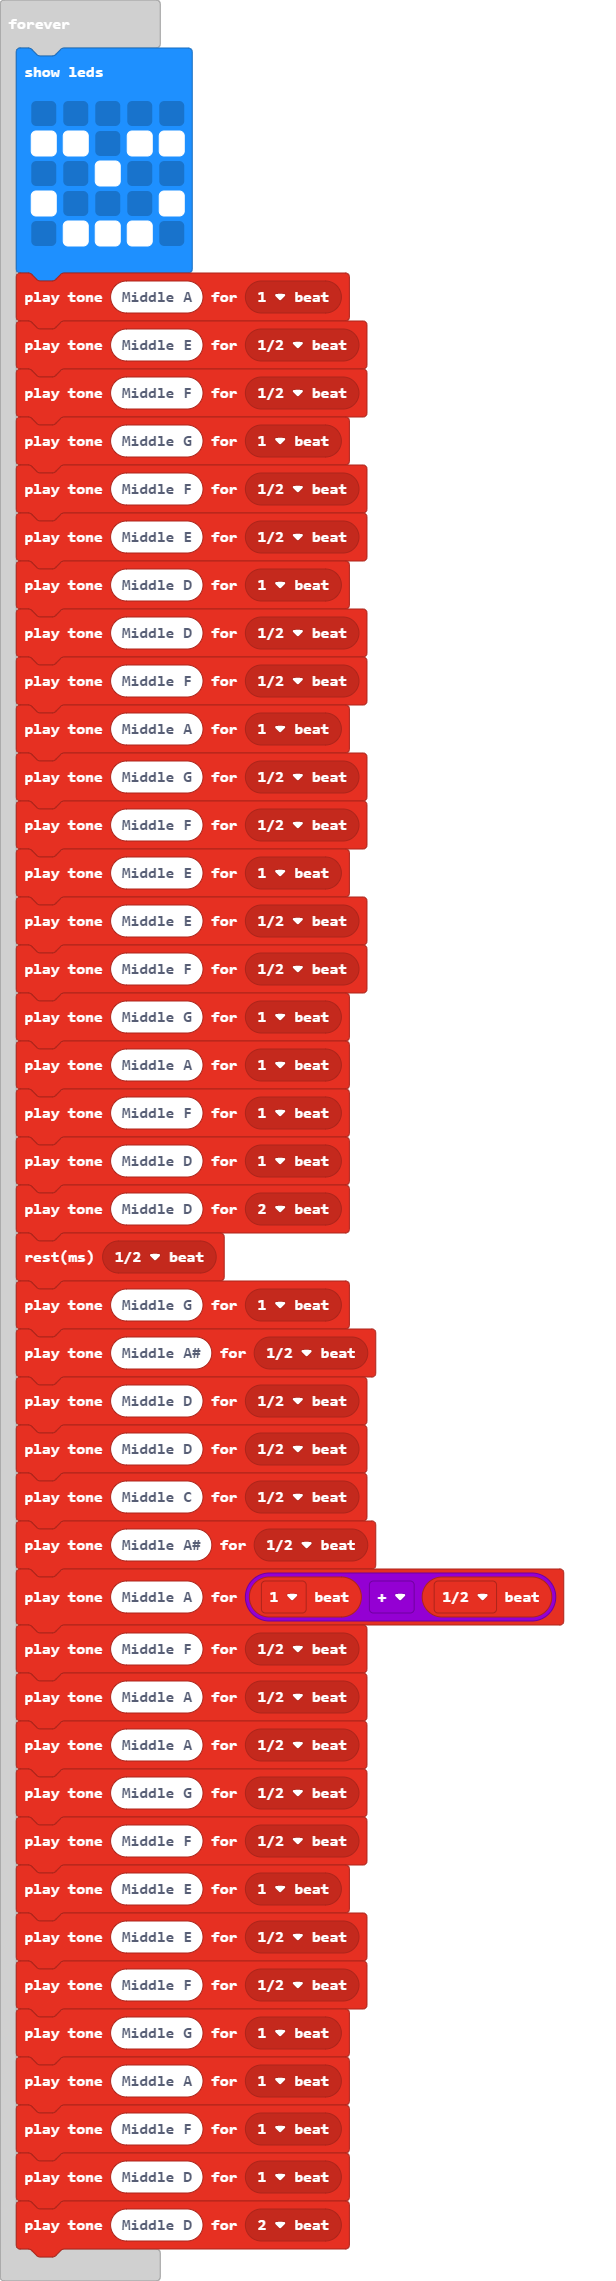 forever
show leds
play tone Middle A for 1 beat
play tone Middle E for 1/2 beat
play tone Middle F for 1/2 beat
play tone Middle G for 1 beat
play tone Middle F for 1/2 beat
play tone Middle E for 1/2 beat
play tone Middle D for 1 beat
play tone Middle D for 1/2 beat
play tone Middle F for 1/2 beat
play tone Middle A for 1 beat
play tone Middle G for 1/2 beat
play tone Middle F for 1/2 beat
play tone Middle E for 1 beat
play tone Middle E for 1/2 beat
play tone Middle F for 1/2 beat
play tone Middle G for 1 beat
play tone Middle A for 1 beat
play tone Middle F for 1 beat
play tone Middle D for 1 beat
play tone Middle D for 2 beat
rest(ms) 1/2 beat
play tone Middle G for 1 beat
play tone Middle A# for 1/2 beat
play tone Middle D for 1/2 beat
play tone Middle D for 1/2 beat
play tone Middle C for 1/2 beat
play tone Middle A# for 1/2 beat
play tone Middle A for 1 beat + 1/2 beat
play tone Middle F for 1/2 beat
play tone Middle A for 1/2 beat
play tone Middle A for 1/2 beat
play tone Middle G for 1/2 beat
play tone Middle F for 1/2 beat
play tone Middle E for 1 beat
play tone Middle E for 1/2 beat
play tone Middle F for 1/2 beat
play tone Middle G for 1 beat
play tone Middle A for 1 beat
play tone Middle F for 1 beat
play tone Middle D for 1 beat
play tone Middle D for 2 beat